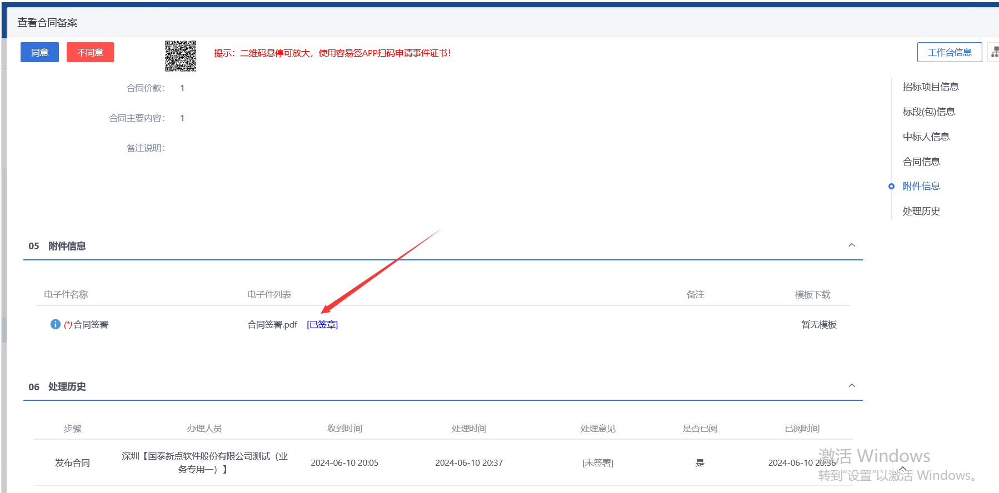 查看合同备案
同意
不同意
提示：二维码悬停可放大，使用容易签APP扫码申请事件证书！
工作台信息
合同价款： 1
合同主要内容： 1
备注说明：
招标项目信息
标段(包)信息
中标人信息
合同信息
附件信息
处理历史
05 附件信息
电子件名称 电子件列表 备注 模板下载
(*)合同签署 合同签署.pdf [已签章] 暂无模板
06 处理历史
步骤 办理人员 收到时间 处理时间 处理意见 是否已阅 已阅时间
发布合同 深圳【国泰新点软件股份有限公司测试（业
务专用一）】 2024-06-10 20:05 2024-06-10 20:37 [未签署] 是 2024-06-10 20:36
激活 Windows
转到“设置”以激活 Windows。